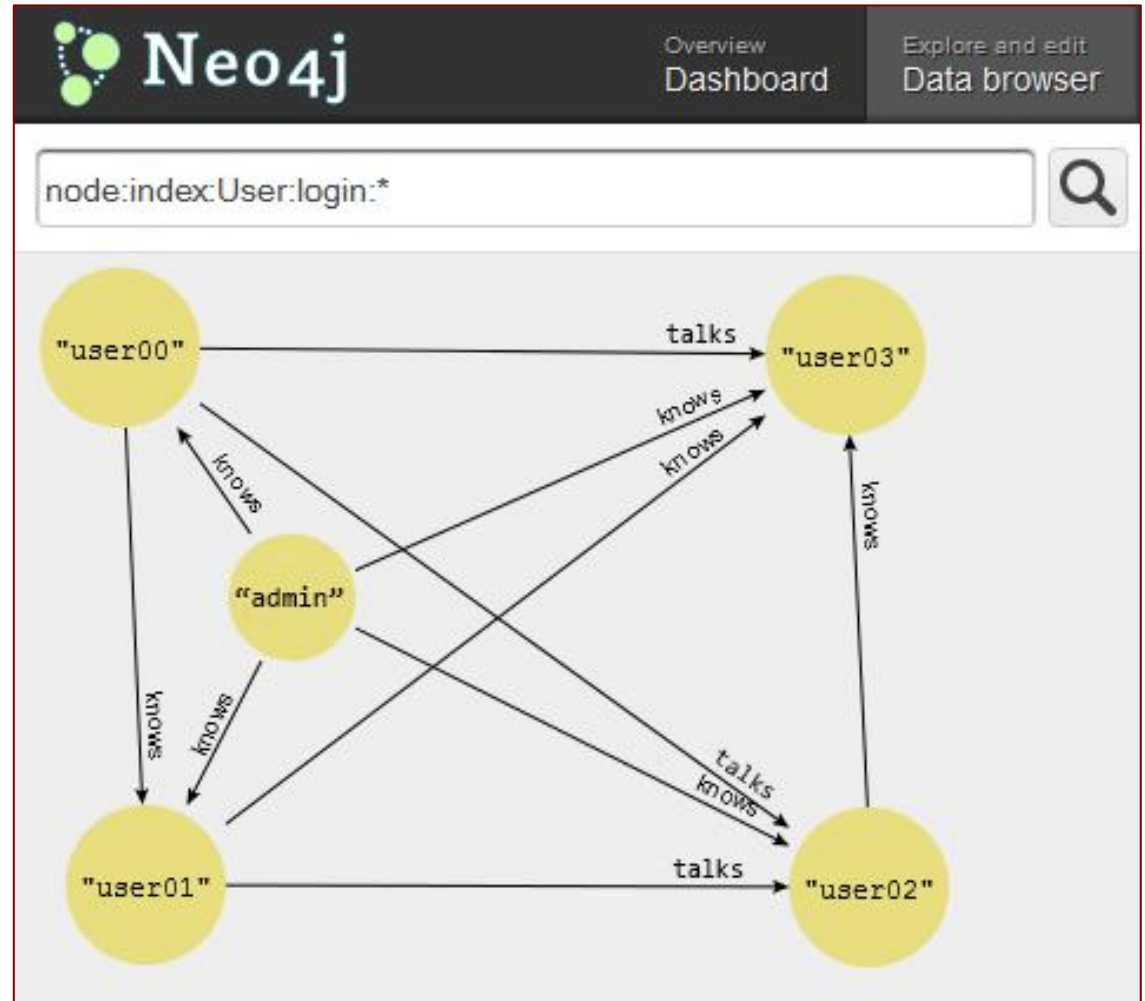 Neo4j
Overview
Dashboard
Explore and edit
Data browser
node:index:User:login:*
"user00"
talks
"user03"
knows
knows
knows
knows
“admin”
knows
knows
talks
knows
"user01"
talks
"user02"